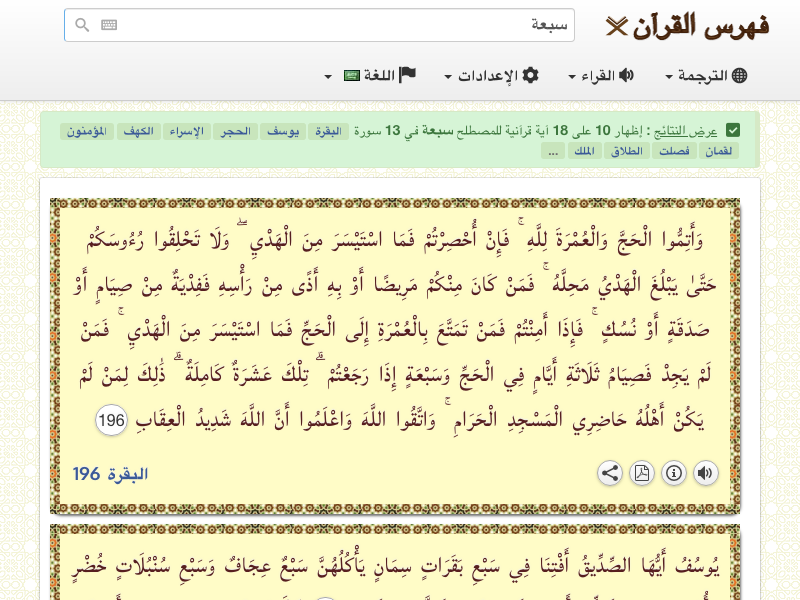 فهرس القرآن
سبعة
الترجمة
القراء
الإعدادات
اللغة
عرض النتائج : إظهار 10 على 18 آية قرآنية للمصطلح سبعة في 13 سورة البقرة يوسف الحجر الإسراء الكهف المؤمنون
لقمان فصلت الطلاق الملك ...
وَأَتِمُّوا الْحَجَّ وَالْعُمْرَةَ لِلَّهِ ۚ فَإِنْ أُحْصِرْتُمْ فَمَا اسْتَيْسَرَ مِنَ الْهَدْيِ ۖ وَلَا تَحْلِقُوا رُءُوسَكُمْ
حَتَّىٰ يَبْلُغَ الْهَدْيُ مَحِلَّهُ ۚ فَمَنْ كَانَ مِنْكُمْ مَرِيضًا أَوْ بِهِ أَذًى مِنْ رَأْسِهِ فَفِدْيَةٌ مِنْ صِيَامٍ أَوْ
صَدَقَةٍ أَوْ نُسُكٍ ۚ فَإِذَا أَمِنْتُمْ فَمَنْ تَمَتَّعَ بِالْعُمْرَةِ إِلَى الْحَجِّ فَمَا اسْتَيْسَرَ مِنَ الْهَدْيِ ۚ فَمَنْ
لَمْ يَجِدْ فَصِيَامُ ثَلَاثَةِ أَيَّامٍ فِي الْحَجِّ وَسَبْعَةٍ إِذَا رَجَعْتُمْ ۗ تِلْكَ عَشَرَةٌ كَامِلَةٌ ۗ ذَٰلِكَ لِمَنْ لَمْ
يَكُنْ أَهْلُهُ حَاضِرِي الْمَسْجِدِ الْحَرَامِ ۚ وَاتَّقُوا اللَّهَ وَاعْلَمُوا أَنَّ اللَّهَ شَدِيدُ الْعِقَابِ 196
البقرة 196
يُوسُفُ أَيُّهَا الصِّدِّيقُ أَفْتِنَا فِي سَبْعِ بَقَرَاتٍ سِمَانٍ يَأْكُلُهُنَّ سَبْعٌ عِجَافٌ وَسَبْعِ سُنْبُلَاتٍ خُضْرٍ